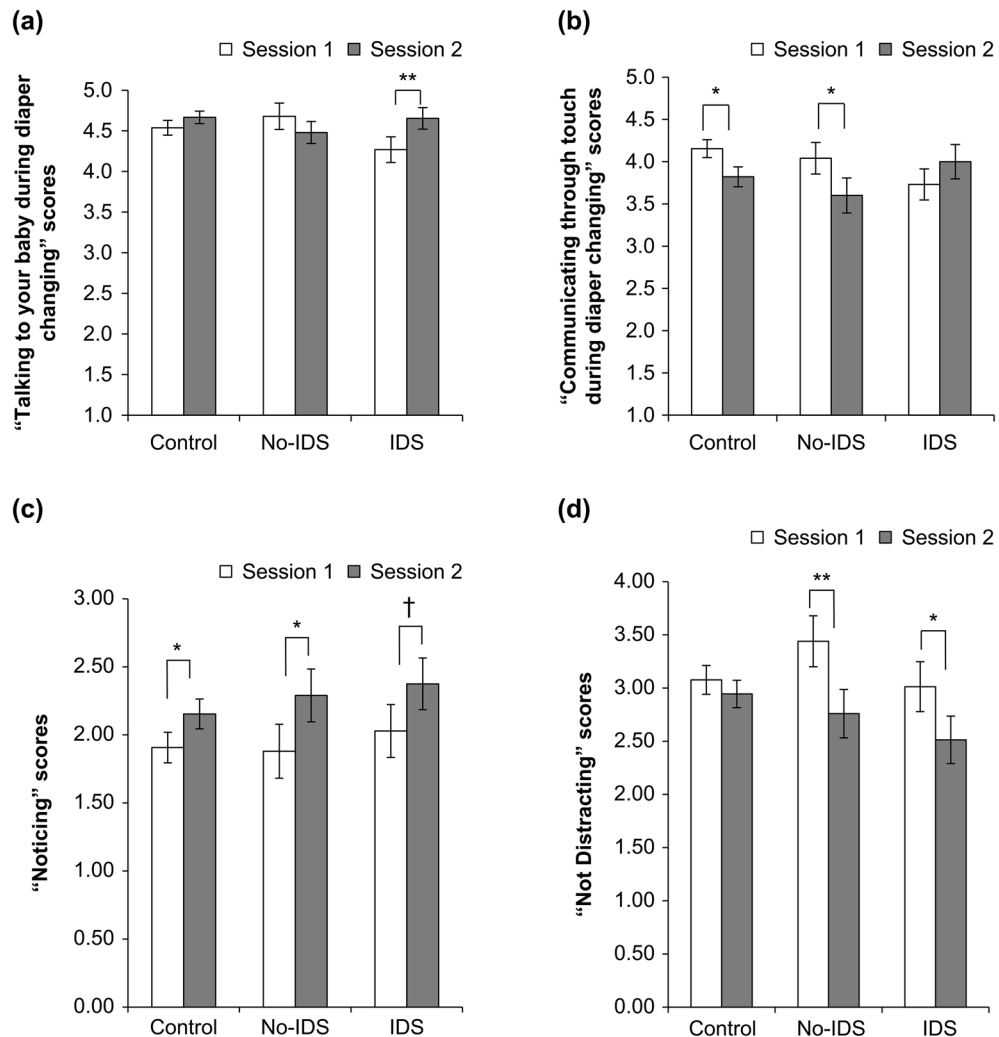 (a)
Session 1 Session 2
“Talking to your baby during diaper
changing” scores
**
5.0
4.5
4.0
3.5
3.0
2.5
2.0
1.5
1.0
Control No-IDS IDS
(b)
Session 1 Session 2
“Communicating through touch
during diaper changing” scores
* *
5.0
4.5
4.0
3.5
3.0
2.5
2.0
1.5
1.0
Control No-IDS IDS
(c)
Session 1 Session 2
“Noticing” scores
* * †
3.00
2.50
2.00
1.50
1.00
0.50
0.00
Control No-IDS IDS
(d)
Session 1 Session 2
“Not Distracting” scores
** *
4.00
3.50
3.00
2.50
2.00
1.50
1.00
0.50
0.00
Control No-IDS IDS